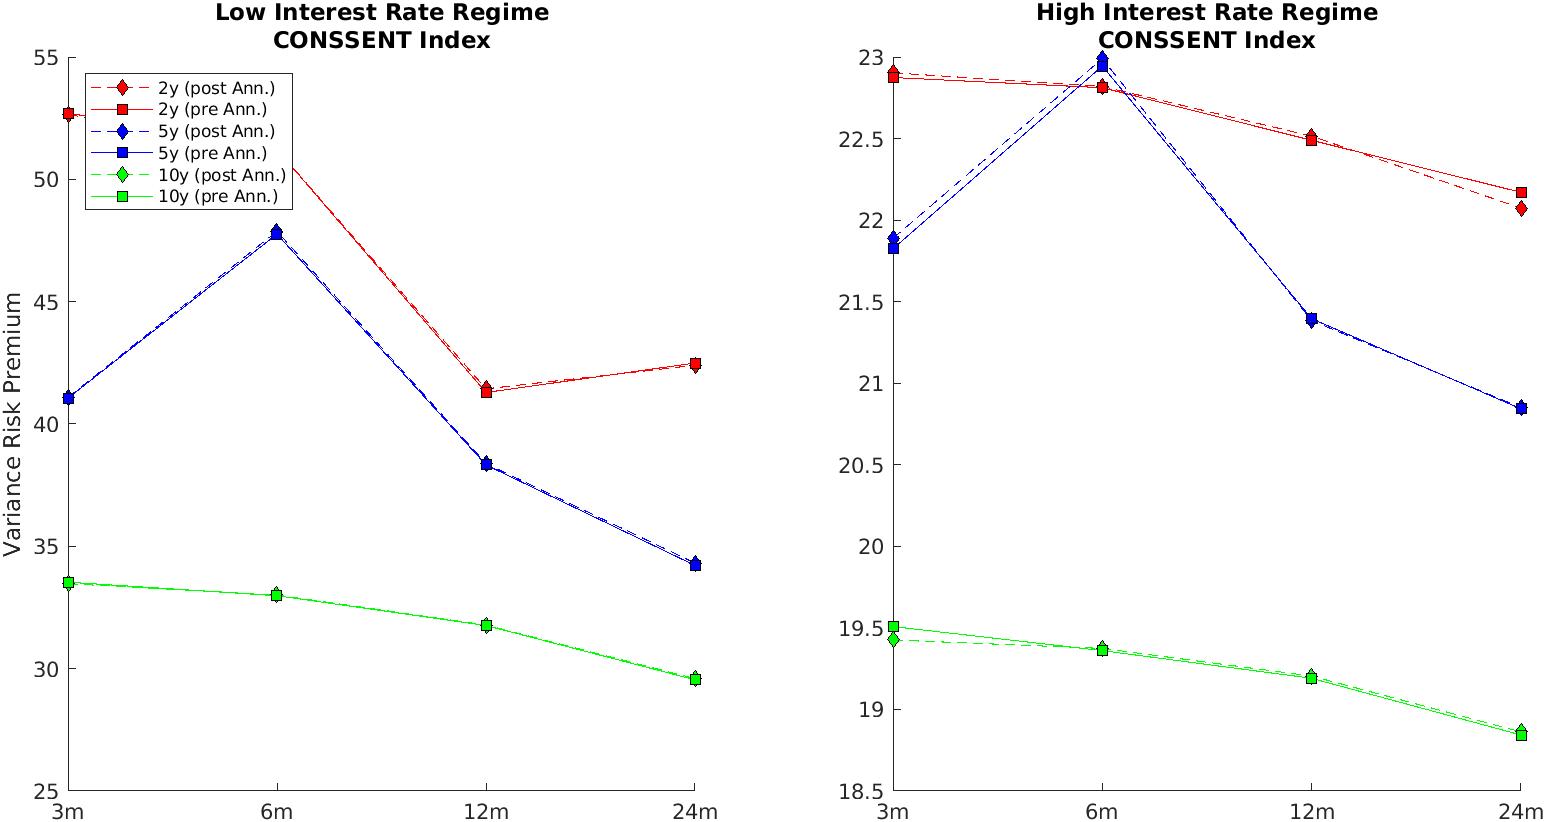 Low Interest Rate Regime
CONSSENT Index
Variance Risk Premium
55
50
45
40
35
30
25
2y (post Ann.)
2y (pre Ann.)
5y (post Ann.)
5y (pre Ann.)
10y (post Ann.)
10y (pre Ann.)
3m
6m
12m
24m
High Interest Rate Regime
CONSSENT Index
23
22.5
22
21.5
21
20.5
20
19.5
19
18.5
3m
6m
12m
24m